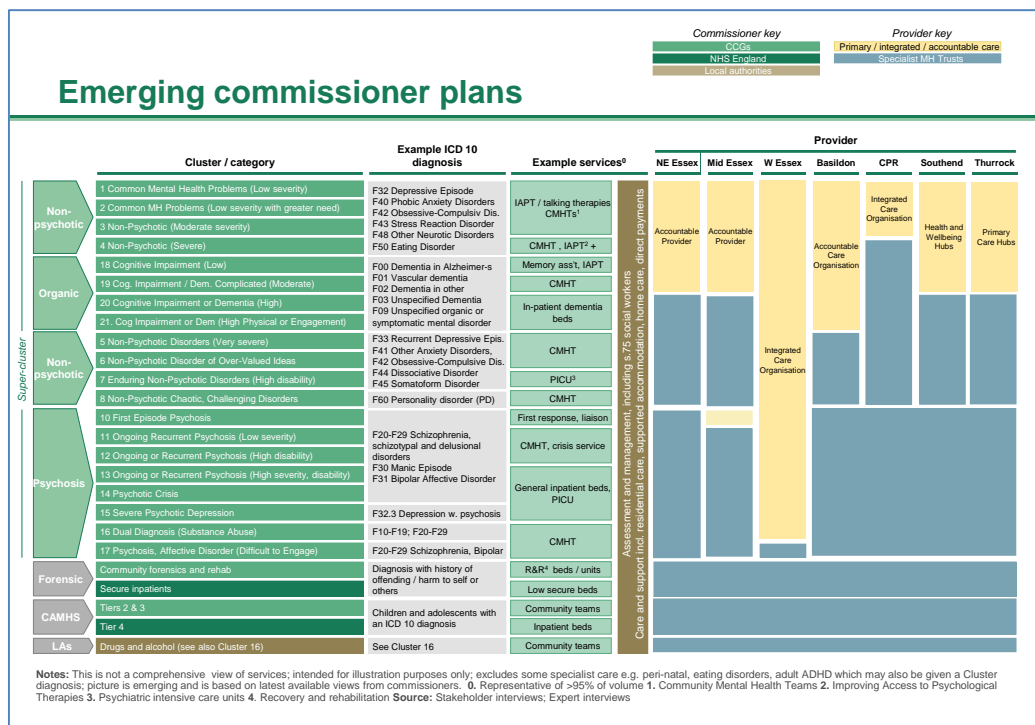 Commissioner key
CCGs
NHS England
Local authorities
Provider key
Primary / integrated / accountable care
Specialist MH Trusts
Emerging commissioner plans
Cluster / category
Example ICD 10
diagnosis
Example services⁰
Provider
NE Essex
Mid Essex
W Essex
Basildon
CPR
Southend
Thurrock
Super-cluster
Non-
psychotic
1 Common Mental Health Problems (Low severity)
2 Common MH Problems (Low severity with greater need)
3 Non-Psychotic (Moderate severity)
4 Non-Psychotic (Severe)
F32 Depressive Episode
F40 Phobic Anxiety Disorders
F42 Obsessive-Compulsiv Dis.
F43 Stress Reaction Disorder
F48 Other Neurotic Disorders
F50 Eating Disorder
IAPT / talking therapies
CMHTs¹
CMHT , IAPT² +
Organic
18 Cognitive Impairment (Low)
19 Cog. Impairment / Dem. Complicated (Moderate)
20 Cognitive Impairment or Dementia (High)
21. Cog Impairment or Dem (High Physical or Engagement)
F00 Dementia in Alzheimer-s
F01 Vascular dementia
F02 Dementia in other
F03 Unspecified Dementia
F09 Unspecified organic or
symptomatic mental disorder
Memory ass't, IAPT
CMHT
In-patient dementia
beds
Non-
psychotic
5 Non-Psychotic Disorders (Very severe)
6 Non-Psychotic Disorder of Over-Valued Ideas
7 Enduring Non-Psychotic Disorders (High disability)
8 Non-Psychotic Chaotic, Challenging Disorders
F33 Recurrent Depressive Epis.
F41 Other Anxiety Disorders,
F42 Obsessive-Compulsive Dis.
F44 Dissociative Disorder
F45 Somatoform Disorder
F60 Personality disorder (PD)
CMHT
PICU³
CMHT
Psychosis
10 First Episode Psychosis
11 Ongoing Recurrent Psychosis (Low severity)
12 Ongoing or Recurrent Psychosis (High disability)
13 Ongoing or Recurrent Psychosis (High severity, disability)
14 Psychotic Crisis
15 Severe Psychotic Depression
16 Dual Diagnosis (Substance Abuse)
17 Psychosis, Affective Disorder (Difficult to Engage)
F20-F29 Schizophrenia,
schizotypal and delusional
disorders
F30 Manic Episode
F31 Bipolar Affective Disorder
F32.3 Depression w. psychosis
F10-F19; F20-F29
F20-F29 Schizophrenia, Bipolar
First response, liaison
CMHT, crisis service
General inpatient beds,
PICU
CMHT
Forensic
Community forensics and rehab
Secure inpatients
Diagnosis with history of
offending / harm to self or
others
R&R⁴ beds / units
Low secure beds
CAMHS
Tiers 2 & 3
Tier 4
Children and adolescents with
an ICD 10 diagnosis
Community teams
Inpatient beds
LAs
Drugs and alcohol (see also Cluster 16)
See Cluster 16
Community teams
Assessment and management, including s.75 social workers
Care and support incl. residential care, supported accommodation, home care, direct payments
Accountable
Provider
Accountable
Provider
Integrated
Care
Organisation
Accountable
Care
Organisation
Integrated
Care
Organisation
Health and
Wellbeing
Hubs
Primary
Care Hubs
Notes: This is not a comprehensive view of services; intended for illustration purposes only; excludes some specialist care e.g. peri-natal, eating disorders, adult ADHD which may also be given a Cluster
diagnosis; picture is emerging and is based on latest available views from commissioners. 0. Representative of >95% of volume 1. Community Mental Health Teams 2. Improving Access to Psychological
Therapies 3. Psychiatric intensive care units 4. Recovery and rehabilitation Source: Stakeholder interviews; Expert interviews